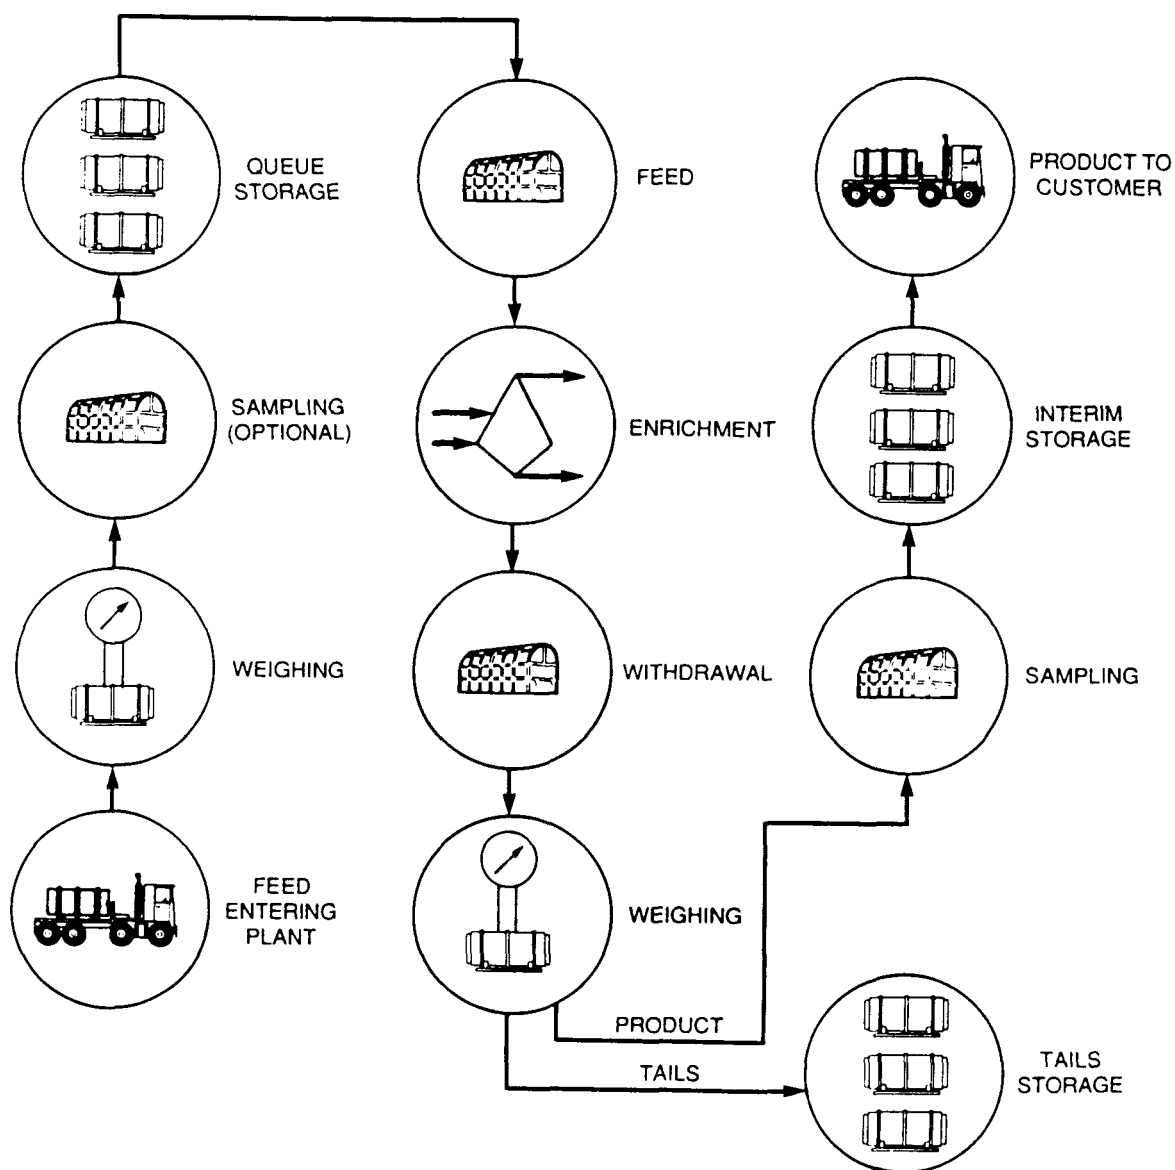 QUEUE
STORAGE
SAMPLING
(OPTIONAL)
WEIGHING
FEED
ENTERING
PLANT
FEED
ENRICHMENT
WITHDRAWAL
WEIGHING
PRODUCT
TAILS
PRODUCT TO
CUSTOMER
INTERIM
STORAGE
SAMPLING
TAILS
STORAGE